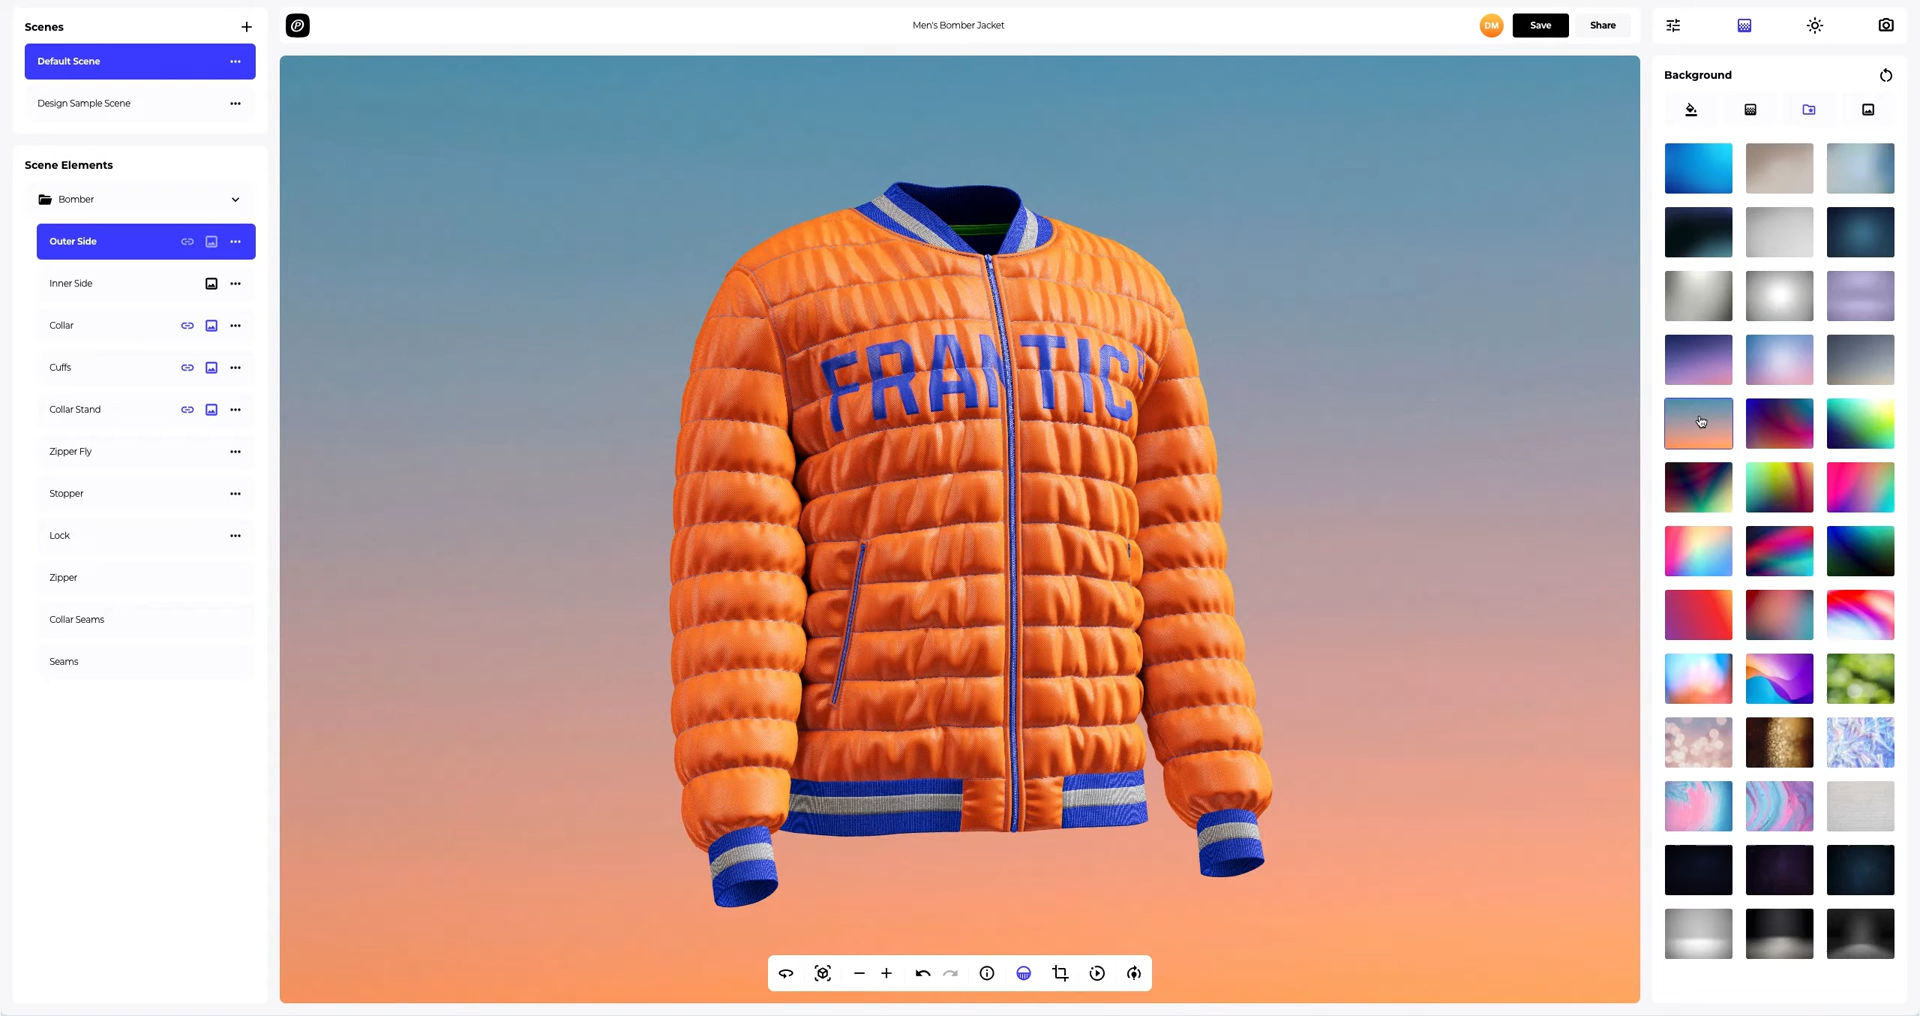 Scenes
Men's Bomber Jacket
DM
Save
Share
Default Scene
Design Sample Scene
Background
Scene Elements
Bomber
Outer Side
Inner Side
Collar
Cuffs
Collar Stand
Zipper Fly
Stopper
Lock
Zipper
Collar Seams
Seams
FRANTIC